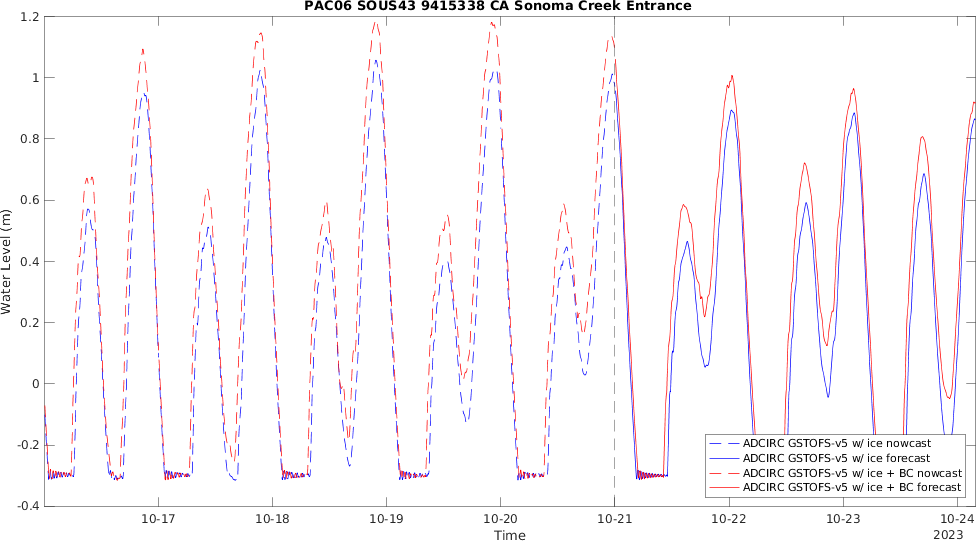 PAC06 SOUS43 9415338 CA Sonoma Creek Entrance
1.2
1
0.8
0.6
0.4
0.2
0
-0.2
-0.4
Water Level (m)
10-17
10-18
10-19
10-20
10-21
10-22
10-23
10-24
2023
Time
ADCIRC GSTOFS-v5 w/ ice nowcast
ADCIRC GSTOFS-v5 w/ ice forecast
ADCIRC GSTOFS-v5 w/ ice + BC nowcast
ADCIRC GSTOFS-v5 w/ ice + BC forecast